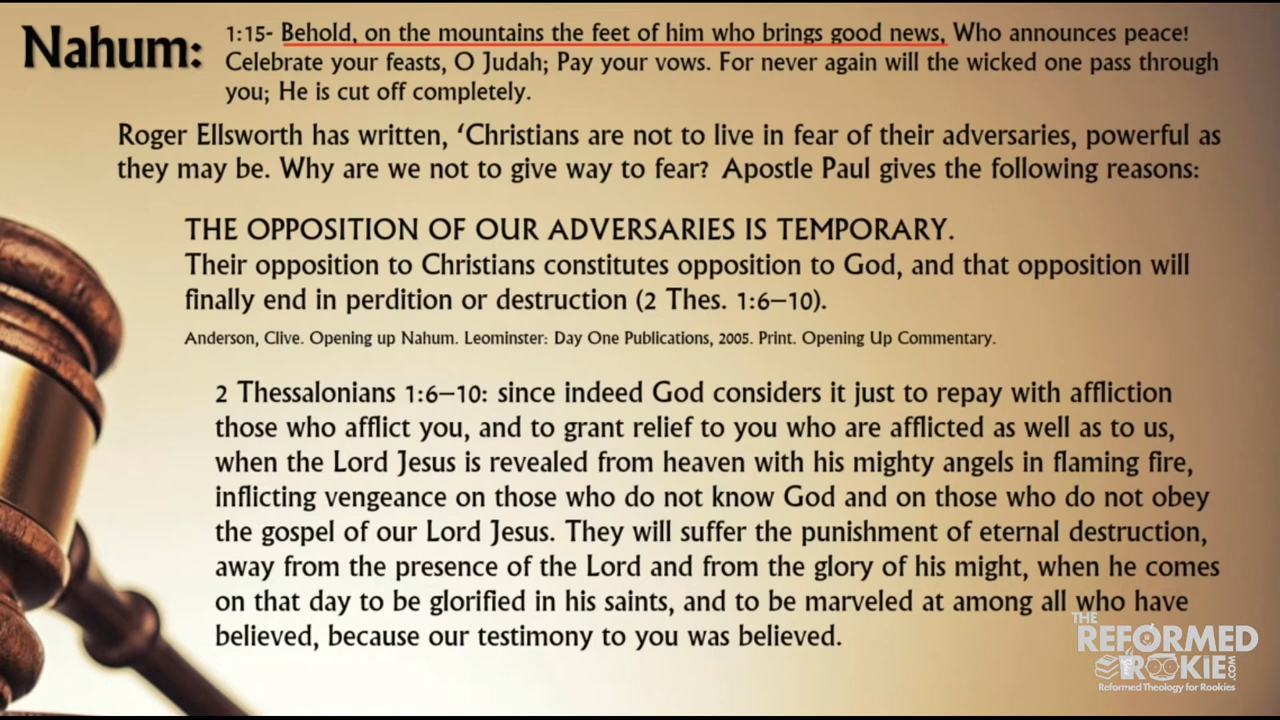 Nahum:
1:15- Behold, on the mountains the feet of him who brings good news, Who announces peace!
Celebrate your feasts, O Judah; Pay your vows. For never again will the wicked one pass through
you; He is cut off completely.
Roger Ellsworth has written, ‘Christians are not to live in fear of their adversaries, powerful as
they may be. Why are we not to give way to fear? Apostle Paul gives the following reasons:
THE OPPOSITION OF OUR ADVERSARIES IS TEMPORARY.
Their opposition to Christians constitutes opposition to God, and that opposition will
finally end in perdition or destruction (2 Thes. 1:6–10).
Anderson, Clive. Opening up Nahum. Leominster: Day One Publications, 2005. Print. Opening Up Commentary.
2 Thessalonians 1:6–10: since indeed God considers it just to repay with affliction
those who afflict you, and to grant relief to you who are afflicted as well as to us,
when the Lord Jesus is revealed from heaven with his mighty angels in flaming fire,
inflicting vengeance on those who do not know God and on those who do not obey
the gospel of our Lord Jesus. They will suffer the punishment of eternal destruction,
away from the presence of the Lord and from the glory of his might, when he comes
on that day to be glorified in his saints, and to be marveled at among all who have
believed, because our testimony to you was believed.
THE
REFORMED
ROOKIE.COM
Reformed Theology for Rookies